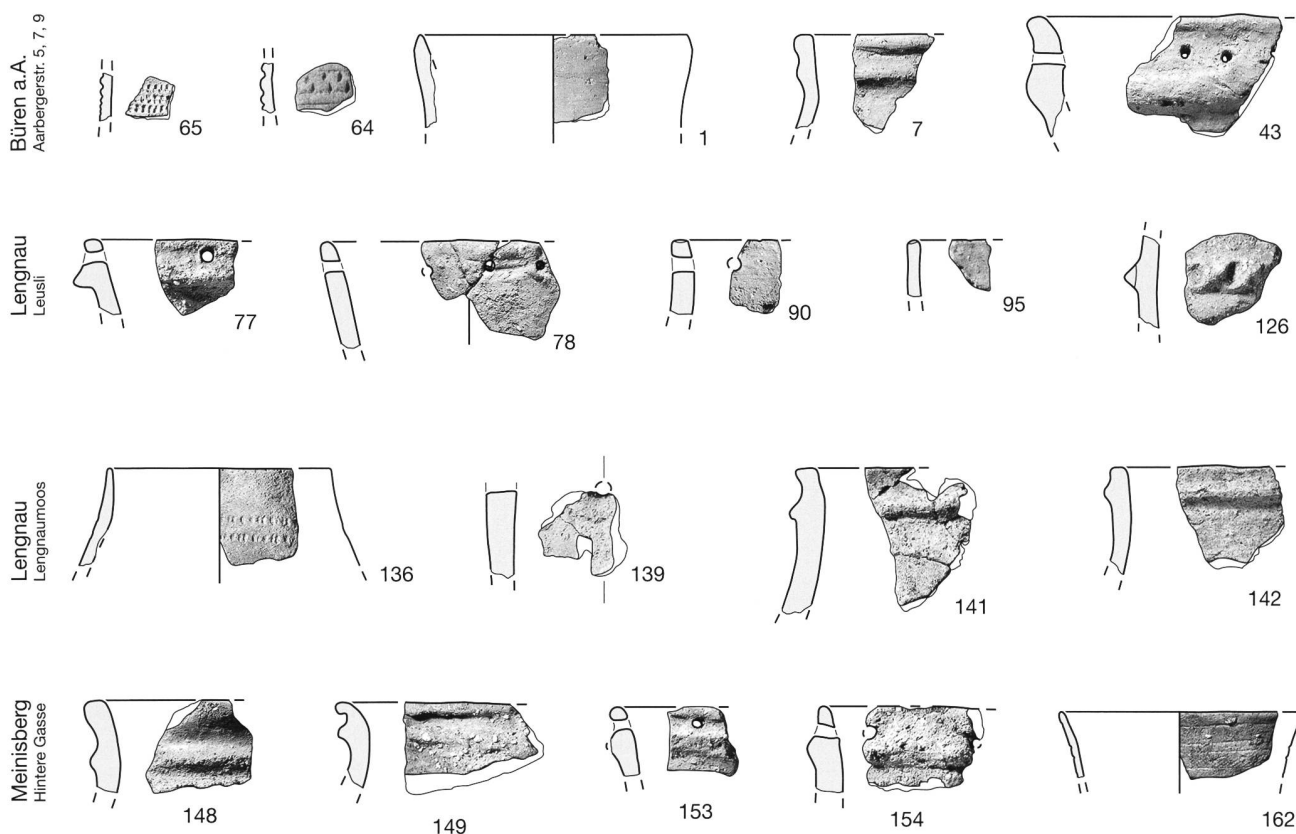 Büren a.A.
Aarbergerstr. 5, 7, 9
65
64
1
7
43
Lengnau
Leusli
77
78
90
95
126
Lengnau
Lengnaumoos
136
139
141
142
Meinisberg
Hintere Gasse
148
149
153
154
162